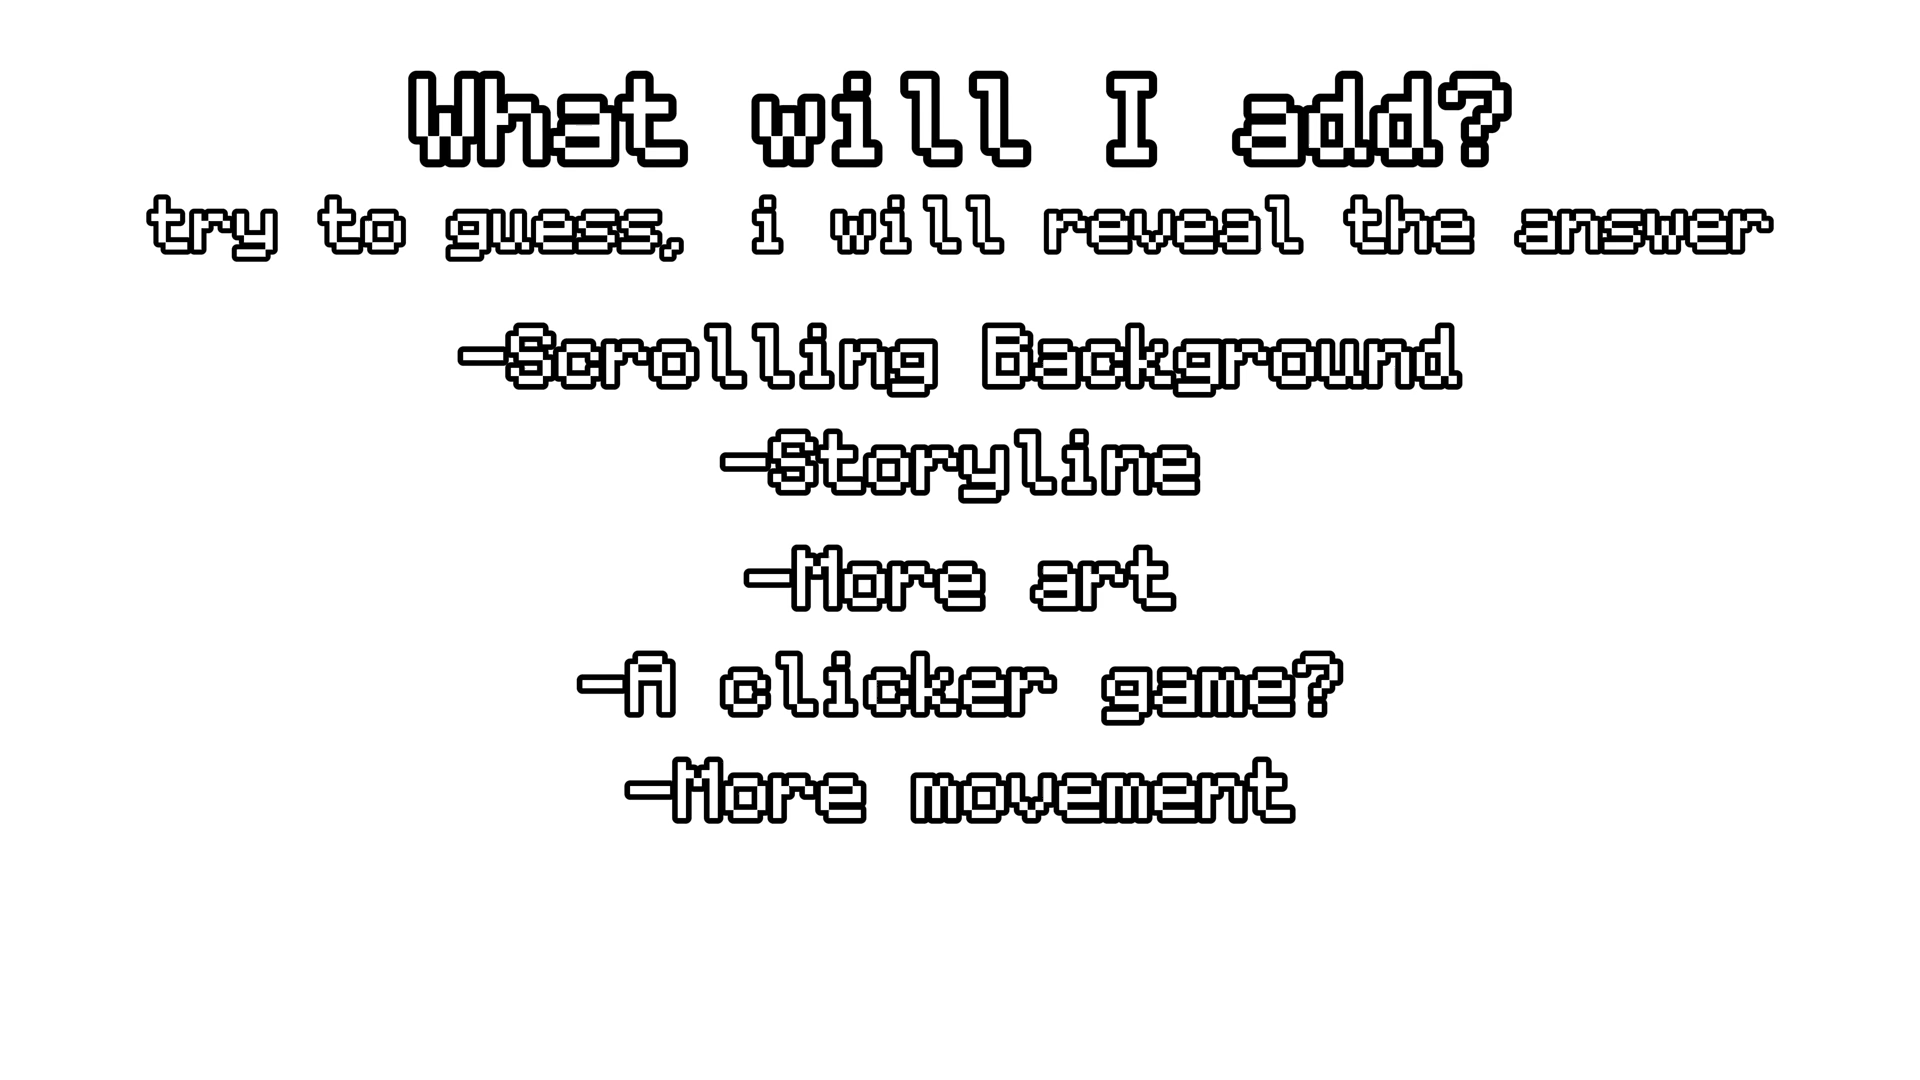 What will I add?
try to guess, i will reveal the answer
-Scrolling Background
-Storyline
-More art
-A clicker game?
-More movement